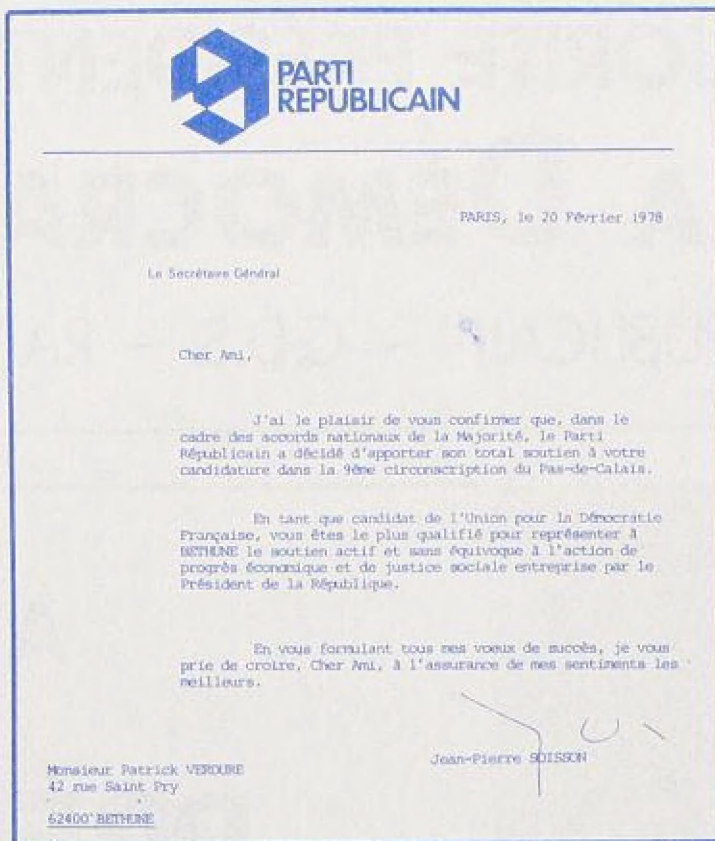 PARTI
REPUBLICAIN
PARIS, le 20 Février 1978
Le Secrétaire Général
Cher Ami,
J'ai le plaisir de vous confirmer que, dans le
cadre des accords nationaux de la Majorité, le Parti
Républicain a décidé d'apporter son total soutien à votre
candidature dans la 9ème circonscription du Pas-de-Calais.
En tant que candidat de l'Union pour la Démocratie
Française, vous êtes le plus qualifié pour représenter à
BETHUNE le soutien actif et sans équivoque à l'action de
progrès économique et de justice sociale entreprise par le
Président de la République.
En vous formulant tous mes voeux de succès, je vous
prie de croire, Cher Ami, à l'assurance de mes sentiments les
meilleurs.
Jean-Pierre SOISSON
Monsieur Patrick VERDURE
42 rue Saint Pry
62400 BETHUNE